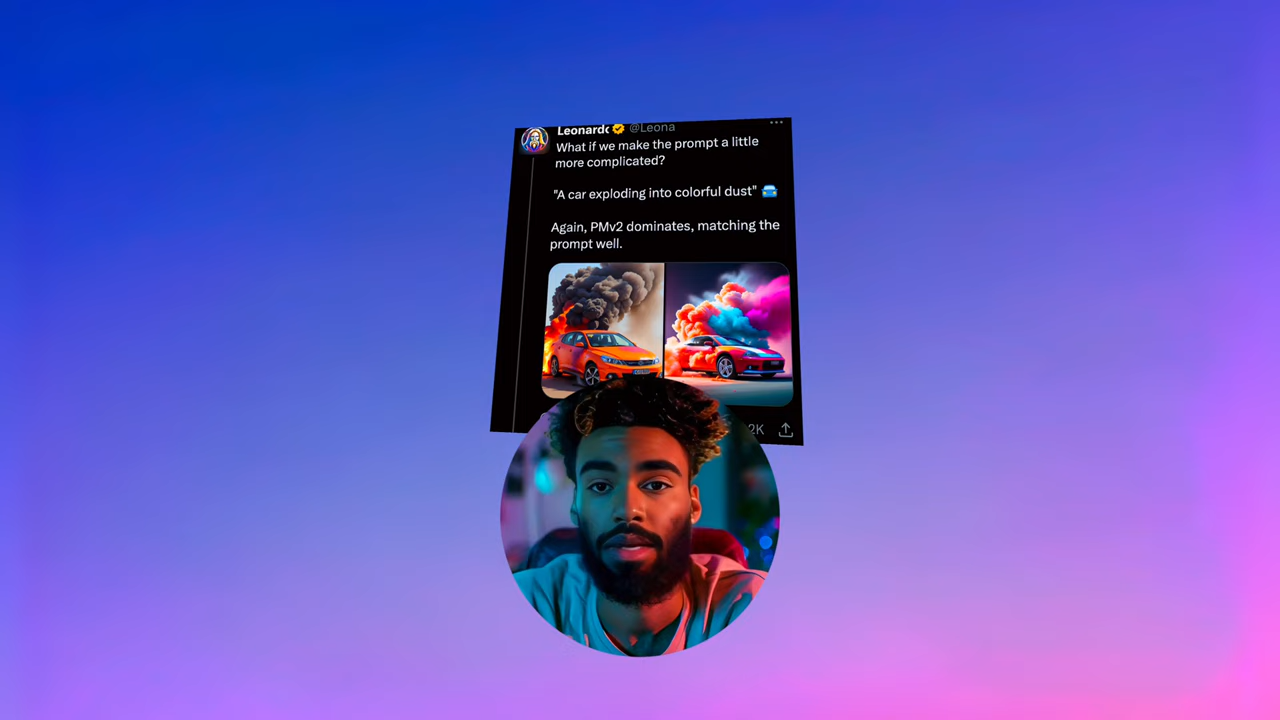 Leonardo @Leona
What if we make the prompt a little
more complicated?
"A car exploding into colorful dust" 🚘
Again, PMv2 dominates, matching the
prompt well.
2K